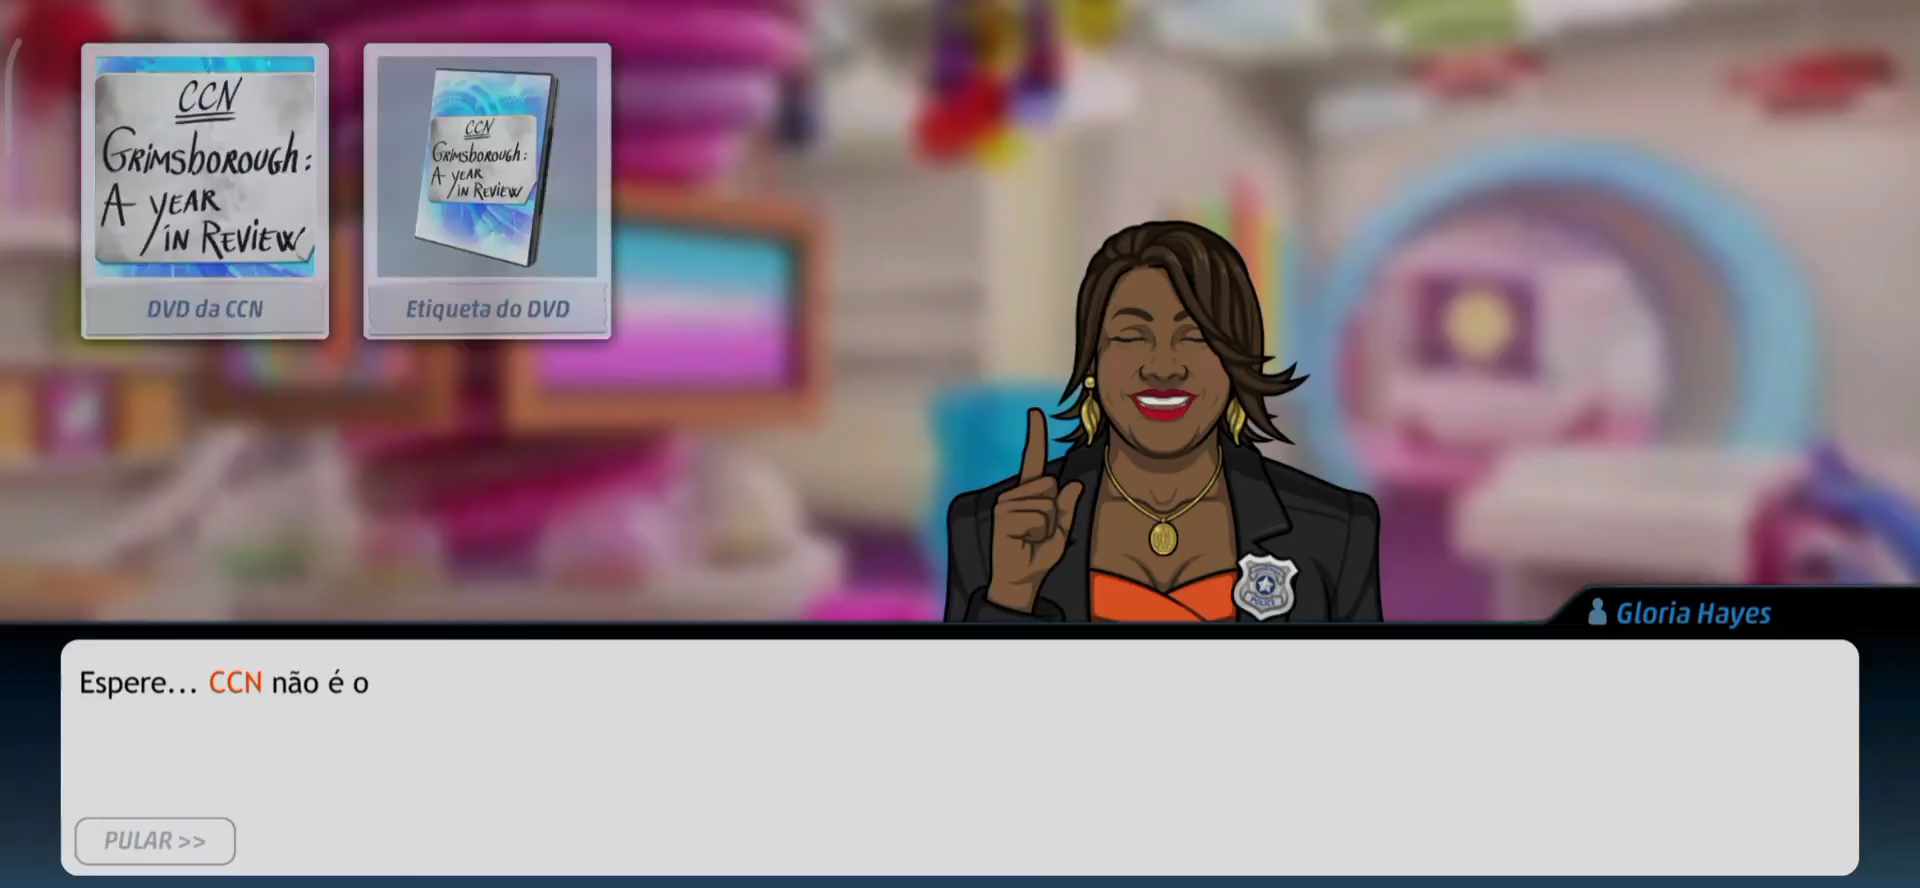 CCN
GRIMSBOROUGH:
A YEAR
IN REVIEW
DVD da CCN
CCN
GRIMSBOROUGH:
A YEAR
IN REVIEW
Etiqueta do DVD
POLICE
Gloria Hayes
Espere... CCN não é o
PULAR >>